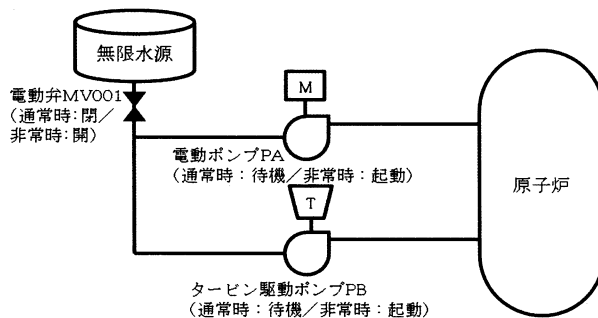 無限水源
電動弁MV001
(通常時:閉/
非常時:開)
M
電動ポンプPA
(通常時:待機/非常時:起動)
T
原子炉
タービン駆動ポンプPB
(通常時:待機/非常時:起動)